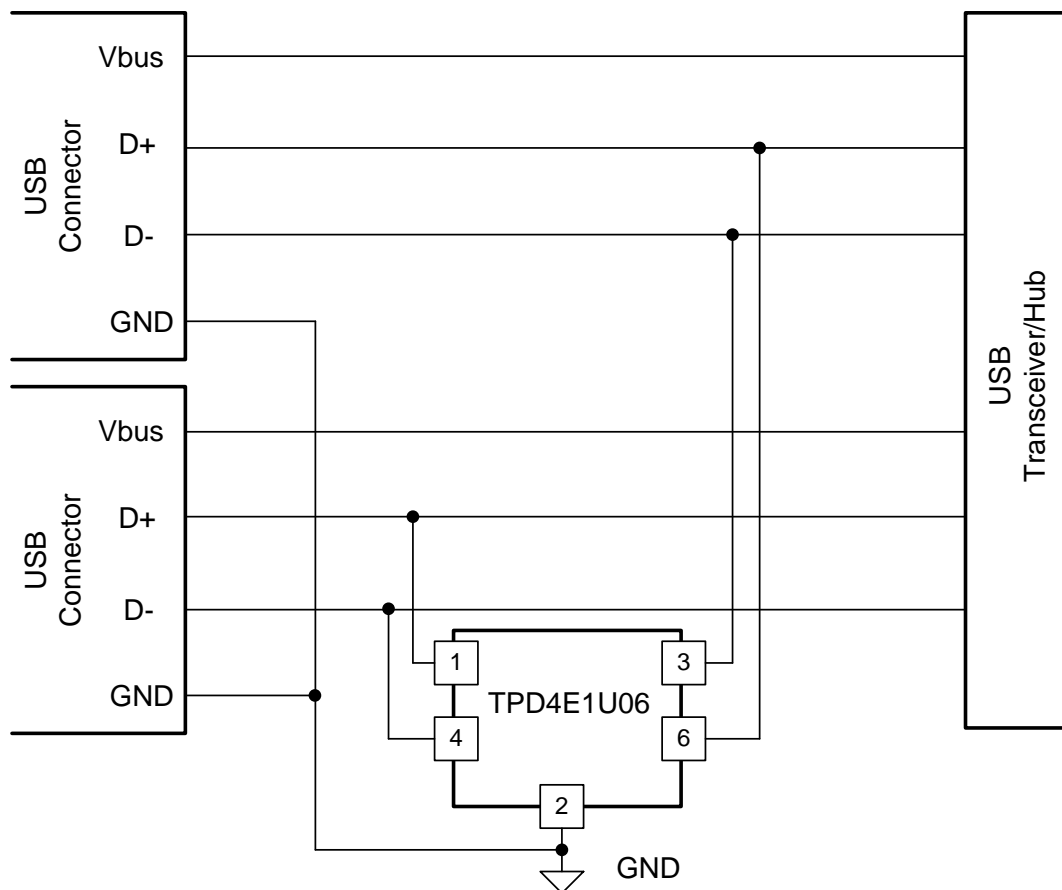 USB
Connector
Vbus
D+
D-
GND
USB
Connector
Vbus
D+
D-
GND
USB
Transceiver/Hub
1
3
TPD4E1U06
4
6
2
GND